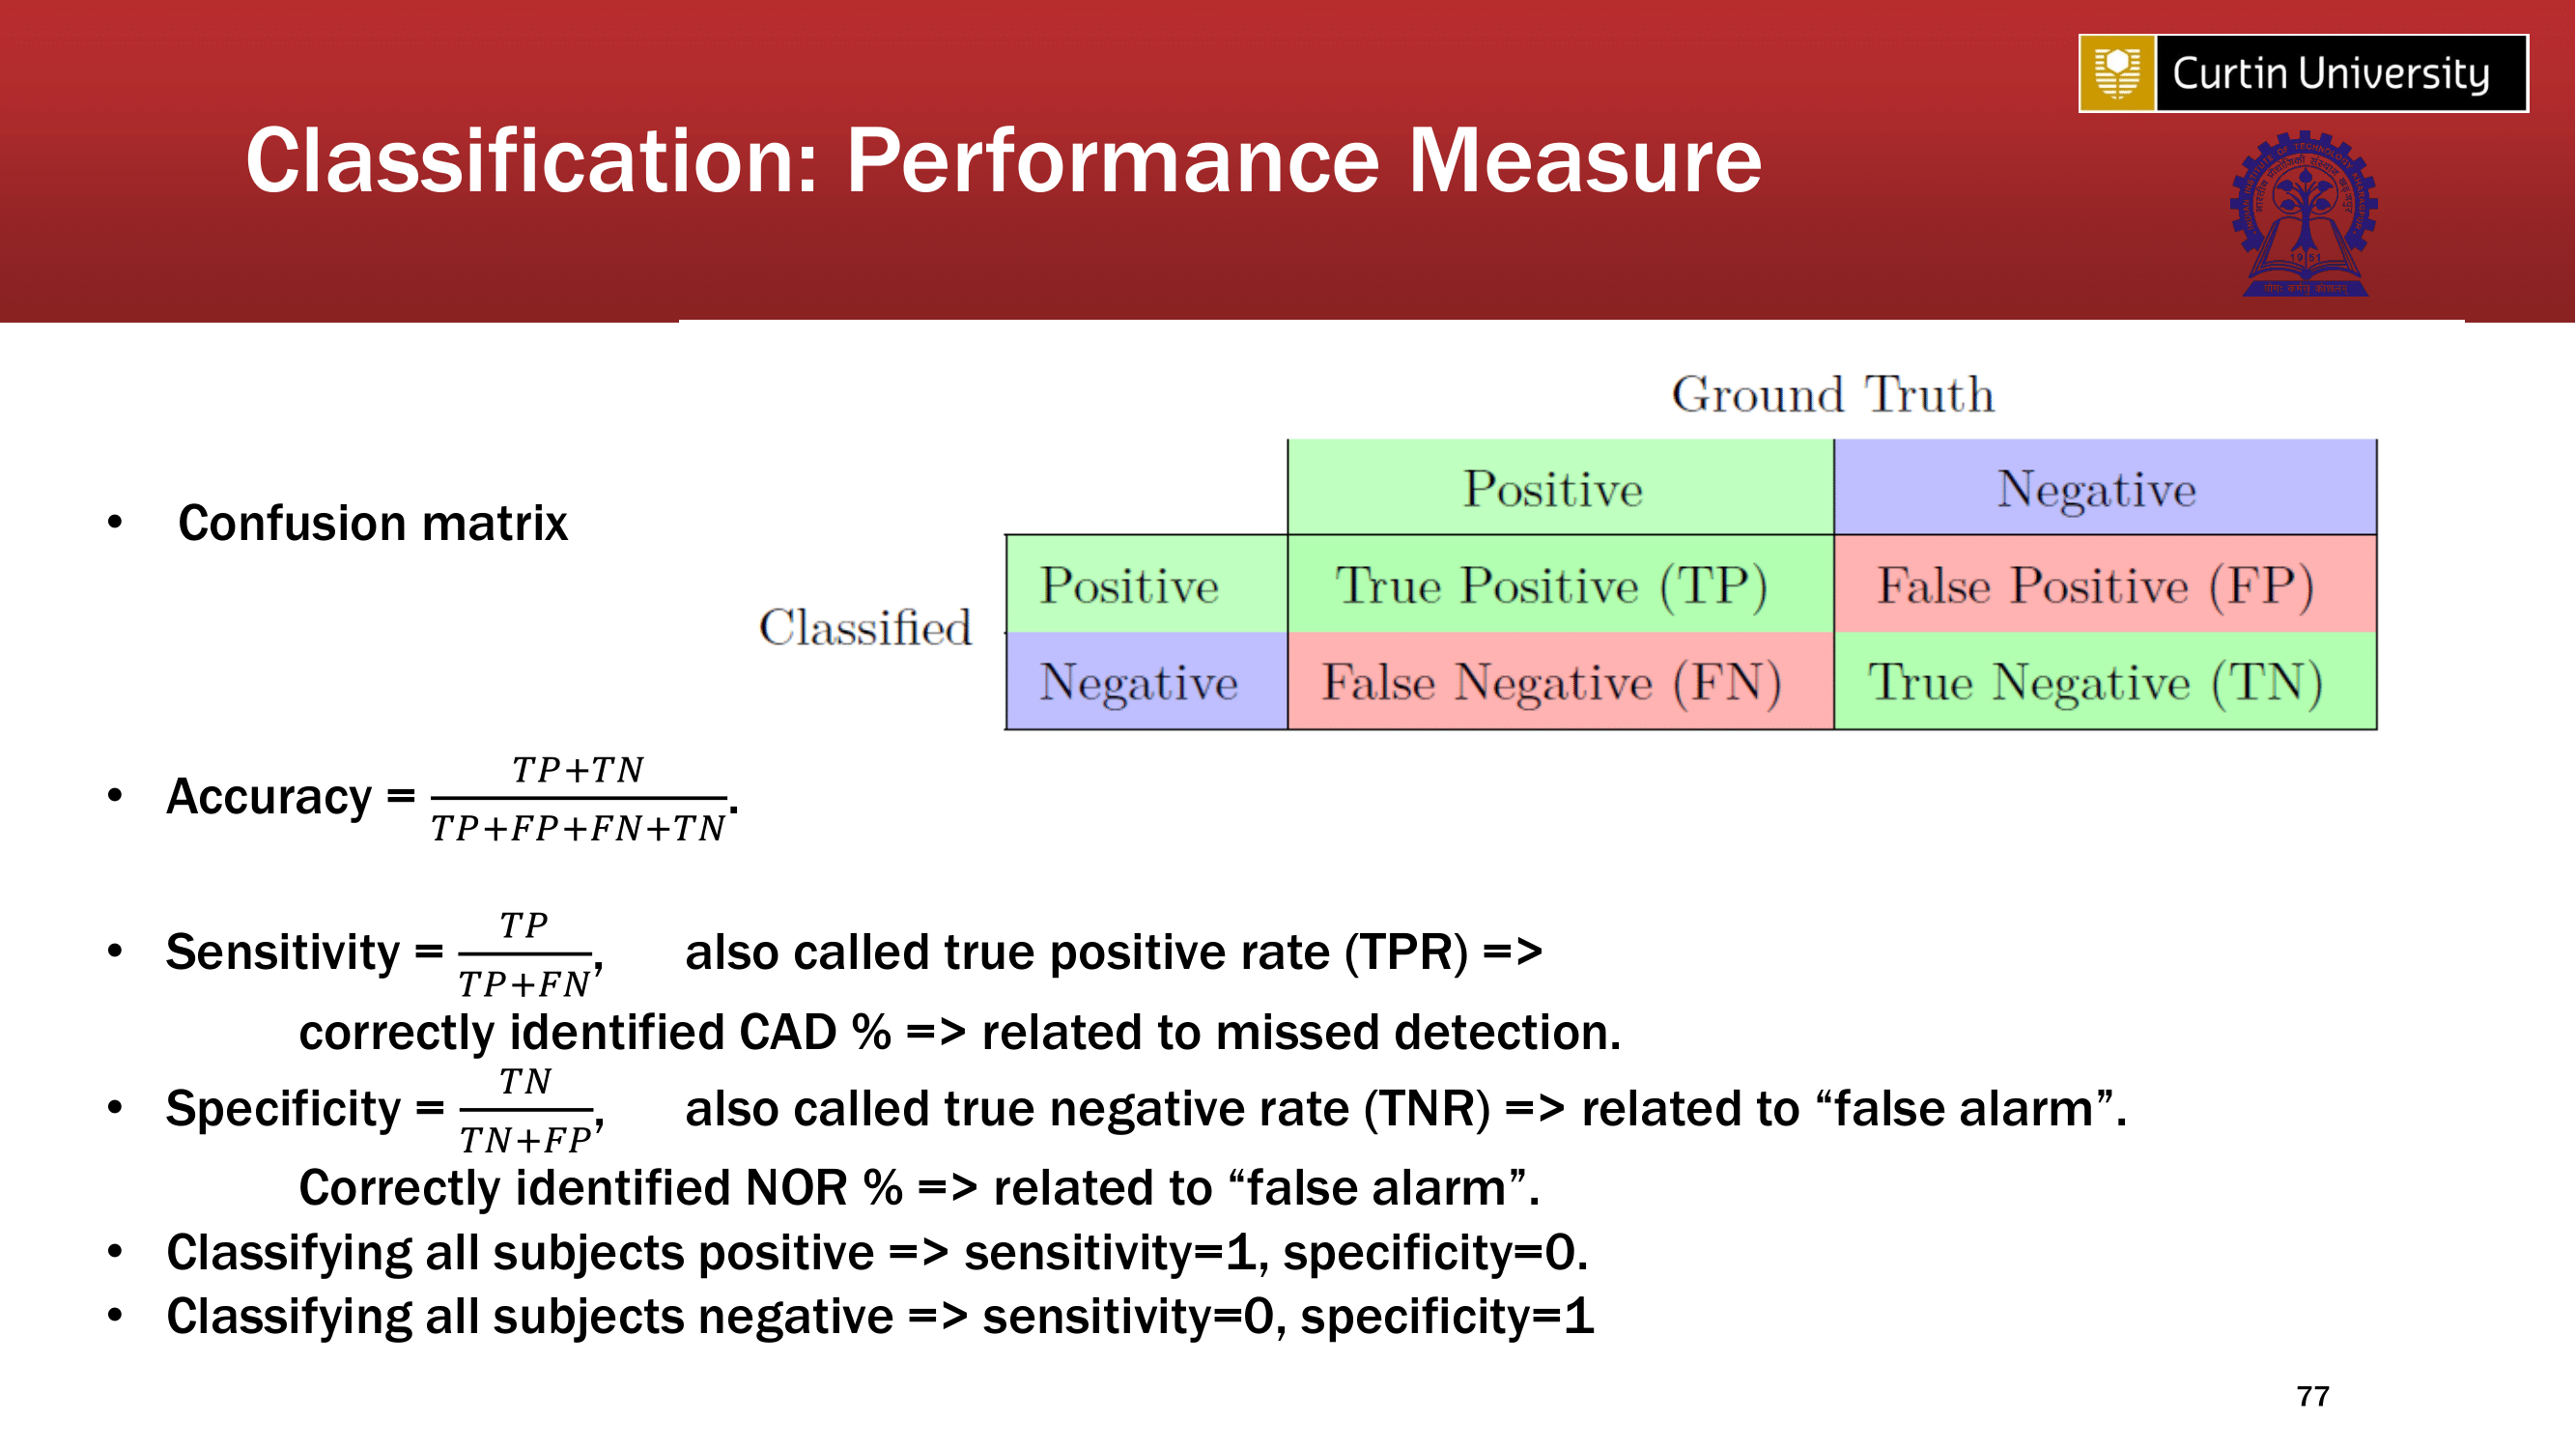 Curtin University
Classification: Performance Measure
1951
Ground Truth
Positive Negative
• Confusion matrix
Positive True Positive (TP) False Positive (FP)
Classified
Negative False Negative (FN) True Negative (TN)
• Accuracy = \frac{TP+TN}{TP+FP+FN+TN}.
• Sensitivity = \frac{TP}{TP+FN}, also called true positive rate (TPR) =>
correctly identified CAD % => related to missed detection.
• Specificity = \frac{TN}{TN+FP}, also called true negative rate (TNR) => related to “false alarm”.
Correctly identified NOR % => related to “false alarm”.
• Classifying all subjects positive => sensitivity=1, specificity=0.
• Classifying all subjects negative => sensitivity=0, specificity=1
77